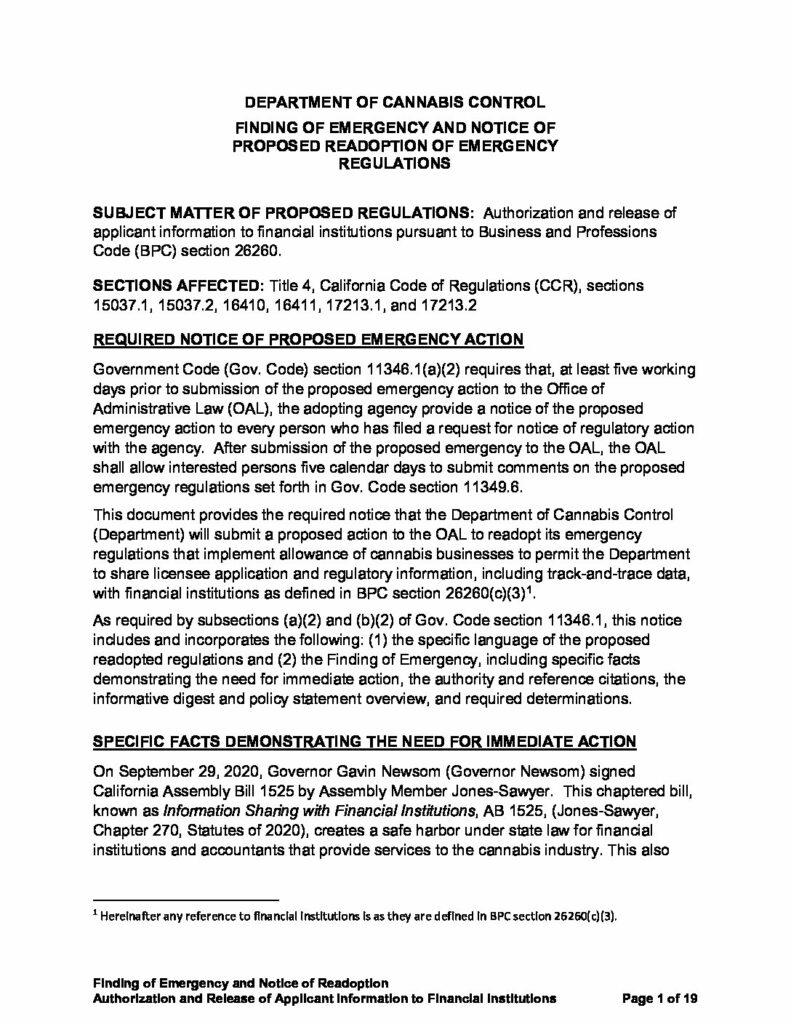 DEPARTMENT OF CANNABIS CONTROL
FINDING OF EMERGENCY AND NOTICE OF
PROPOSED READOPTION OF EMERGENCY
REGULATIONS
SUBJECT MATTER OF PROPOSED REGULATIONS: Authorization and release of
applicant information to financial institutions pursuant to Business and Professions
Code (BPC) section 26260.
SECTIONS AFFECTED: Title 4, California Code of Regulations (CCR), sections
15037.1, 15037.2, 16410, 16411, 17213.1, and 17213.2
REQUIRED NOTICE OF PROPOSED EMERGENCY ACTION
Government Code (Gov. Code) section 11346.1(a)(2) requires that, at least five working
days prior to submission of the proposed emergency action to the Office of
Administrative Law (OAL), the adopting agency provide a notice of the proposed
emergency action to every person who has filed a request for notice of regulatory action
with the agency. After submission of the proposed emergency to the OAL, the OAL
shall allow interested persons five calendar days to submit comments on the proposed
emergency regulations set forth in Gov. Code section 11349.6.
This document provides the required notice that the Department of Cannabis Control
(Department) will submit a proposed action to the OAL to readopt its emergency
regulations that implement allowance of cannabis businesses to permit the Department
to share licensee application and regulatory information, including track-and-trace data,
with financial institutions as defined in BPC section 26260(c)(3)¹.
As required by subsections (a)(2) and (b)(2) of Gov. Code section 11346.1, this notice
includes and incorporates the following: (1) the specific language of the proposed
readopted regulations and (2) the Finding of Emergency, including specific facts
demonstrating the need for immediate action, the authority and reference citations, the
informative digest and policy statement overview, and required determinations.
SPECIFIC FACTS DEMONSTRATING THE NEED FOR IMMEDIATE ACTION
On September 29, 2020, Governor Gavin Newsom (Governor Newsom) signed
California Assembly Bill 1525 by Assembly Member Jones-Sawyer. This chaptered bill,
known as Information Sharing with Financial Institutions, AB 1525, (Jones-Sawyer,
Chapter 270, Statutes of 2020), creates a safe harbor under state law for financial
institutions and accountants that provide services to the cannabis industry. This also
¹ Hereinafter any reference to financial institutions is as they are defined in BPC section 26260(c)(3).
Finding of Emergency and Notice of Readoption
Authorization and Release of Applicant Information to Financial Institutions Page 1 of 19